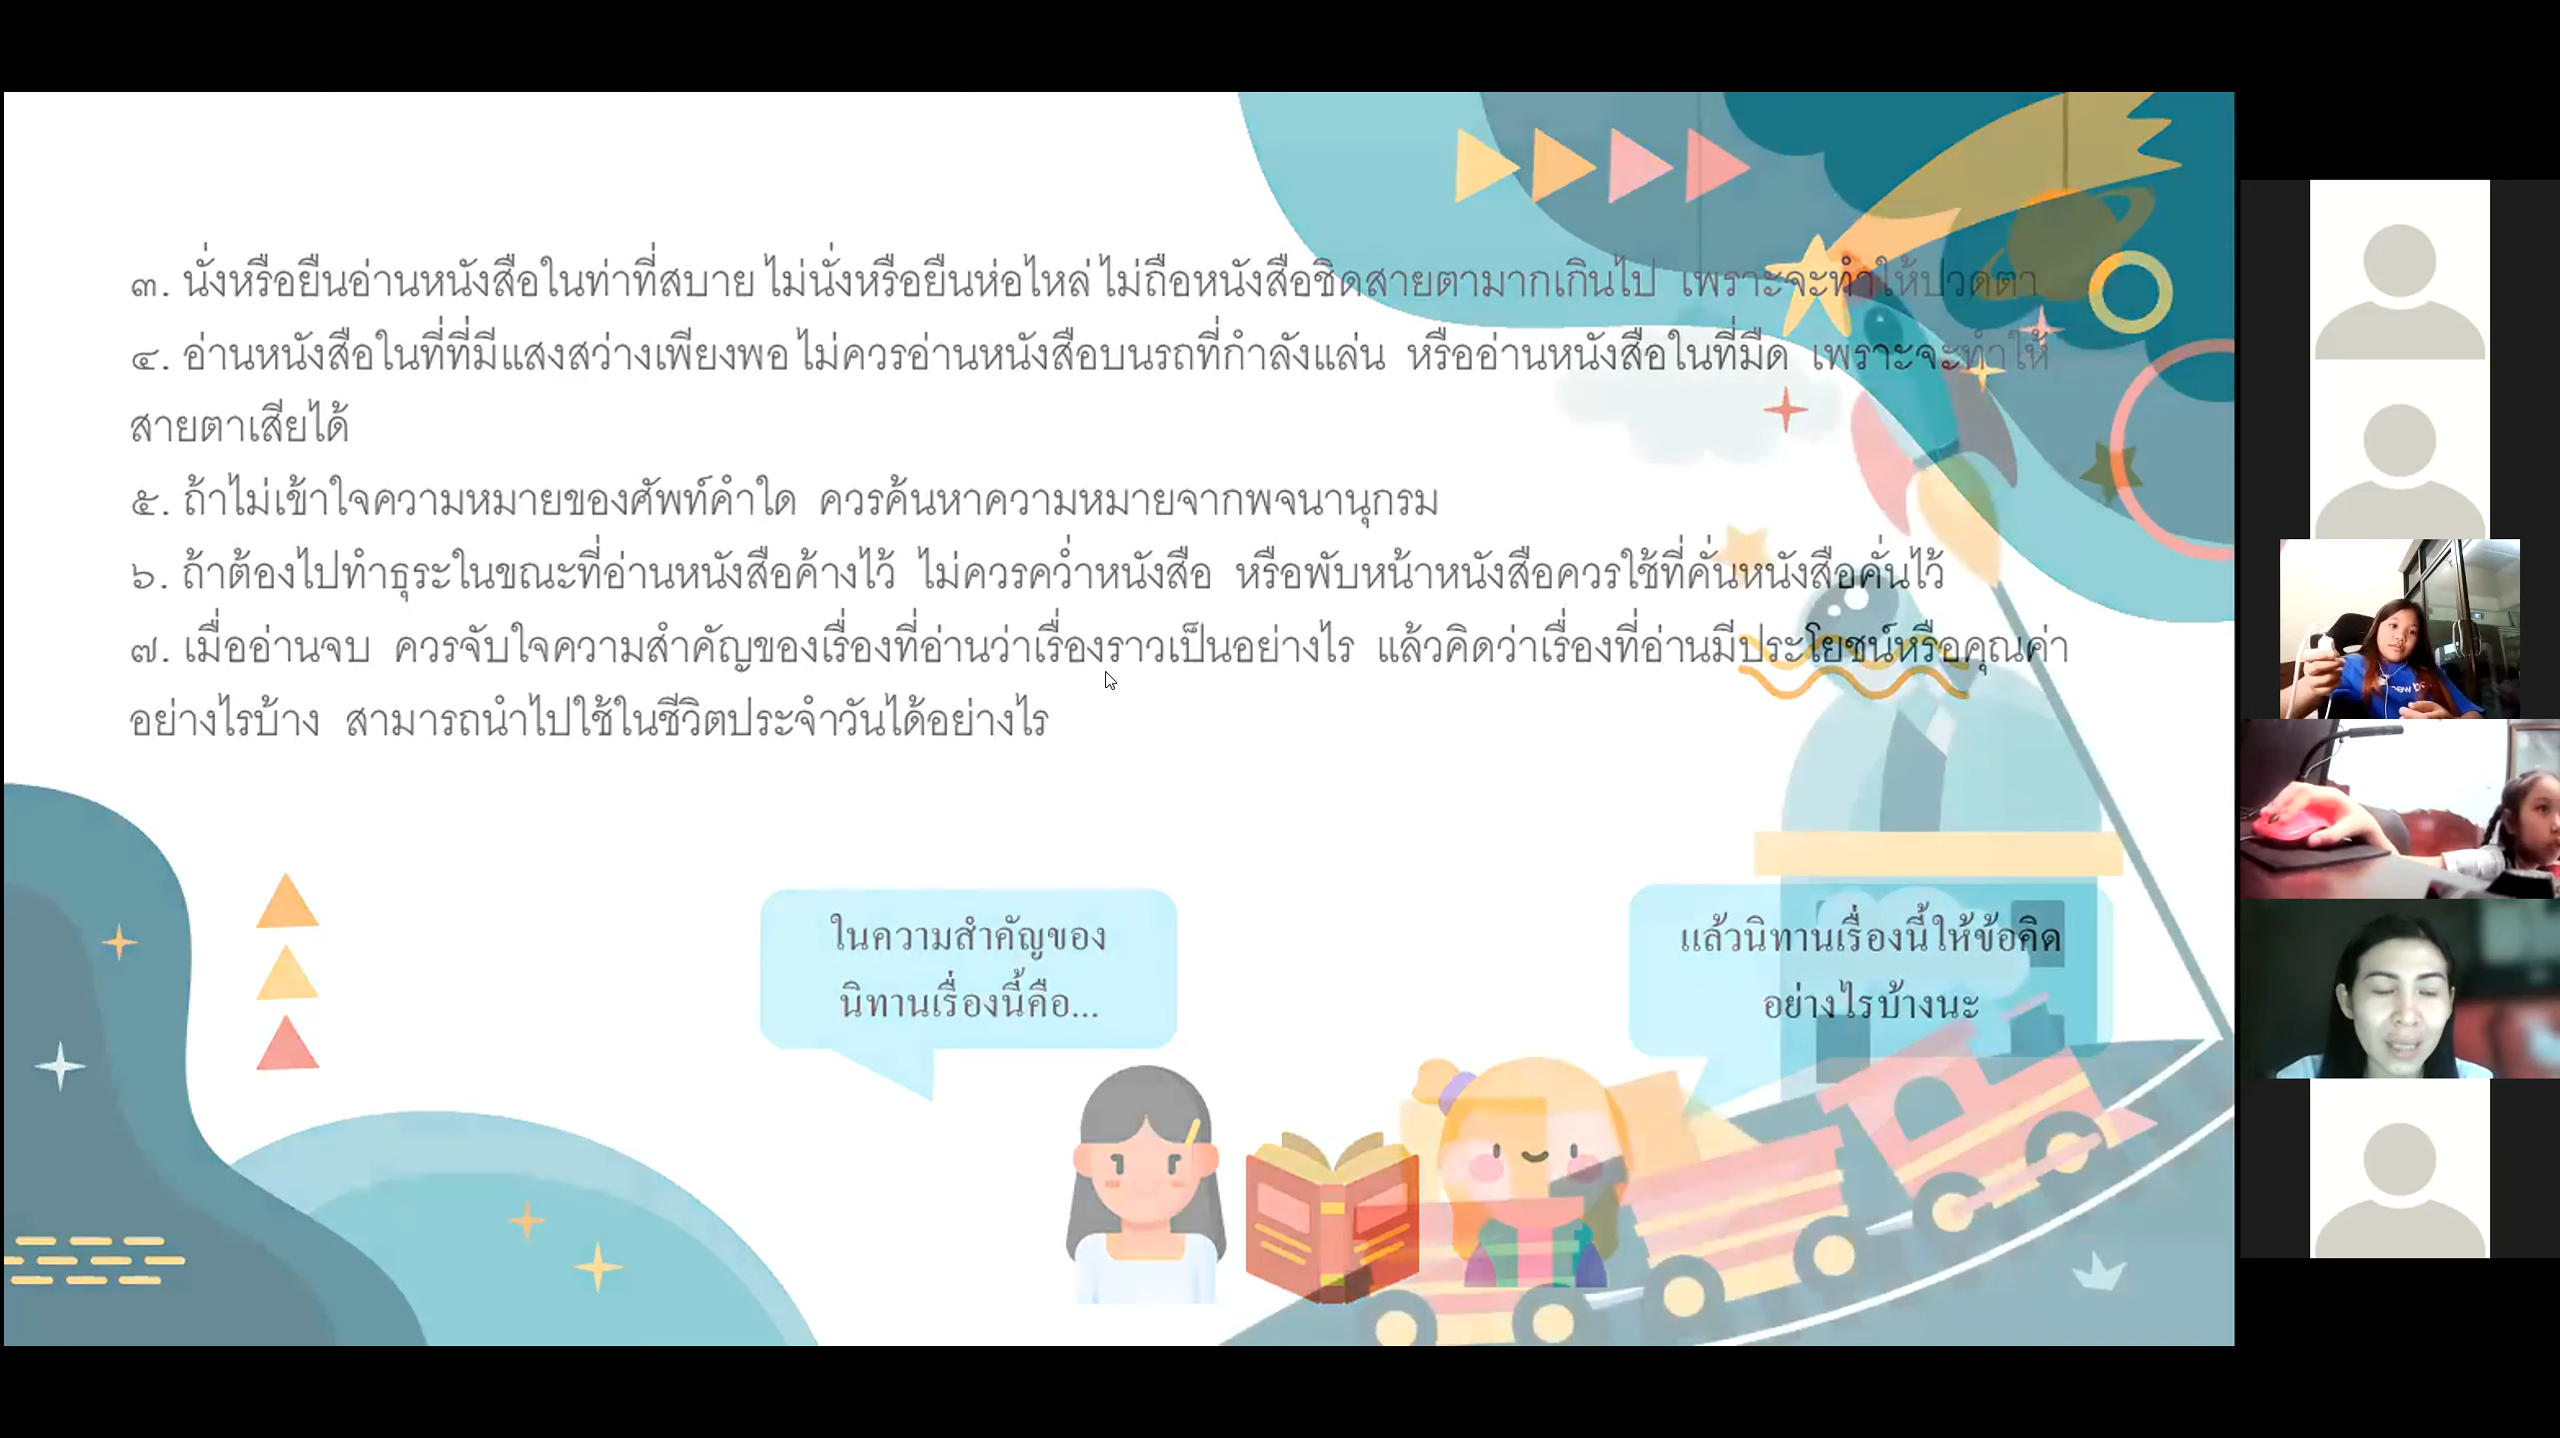 ๓. นั่งหรือยืนอ่านหนังสือในท่าที่สบาย ไม่นั่งหรือยืนห่อไหล่ ไม่ถือหนังสือชิดสายตามากเกินไป เพราะจะทำให้ปวดตา
๔. อ่านหนังสือในที่ที่มีแสงสว่างเพียงพอ ไม่ควรอ่านหนังสือบนรถที่กำลังแล่น หรืออ่านหนังสือในที่มืด เพราะจะทำให้
สายตาเสียได้
๕. ถ้าไม่เข้าใจความหมายของศัพท์คำใด ควรค้นหาความหมายจากพจนานุกรม
๖. ถ้าต้องไปทำธุระในขณะที่อ่านหนังสือค้างไว้ ไม่ควรคว่ำหนังสือ หรือพับหน้าหนังสือควรใช้ที่คั่นหนังสือคั่นไว้
๗. เมื่ออ่านจบ ควรจับใจความสำคัญของเรื่องที่อ่านว่าเรื่องราวเป็นอย่างไร แล้วคิดว่าเรื่องที่อ่านมีประโยชน์หรือคุณค่า
อย่างไรบ้าง สามารถนำไปใช้ในชีวิตประจำวันได้อย่างไร
ในความสำคัญของ
นิทานเรื่องนี้คือ...
แล้วนิทานเรื่องนี้ให้ข้อคิด
อย่างไรบ้างนะ